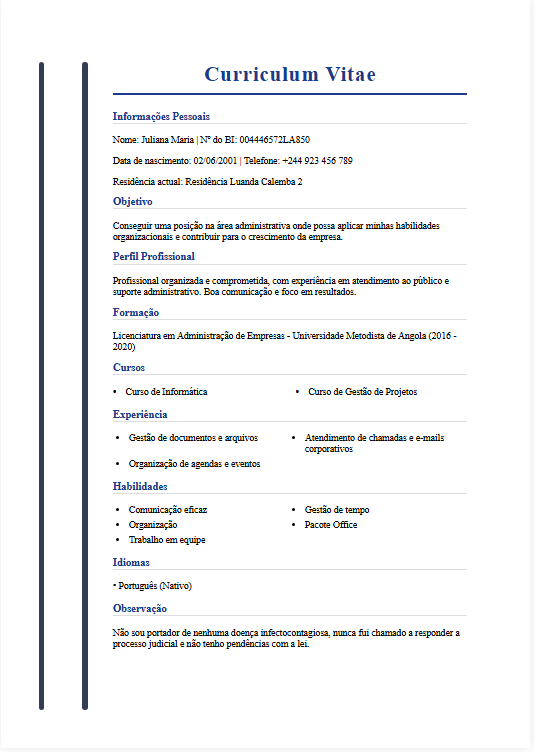 Curriculum Vitae
Informações Pessoais
Nome: Juliana Maria | Nº do BI: 004446572LA850
Data de nascimento: 02/06/2001 | Telefone: +244 923 456 789
Residência actual: Residência Luanda Calemba 2
Objetivo
Conseguir uma posição na área administrativa onde possa aplicar minhas habilidades
organizacionais e contribuir para o crescimento da empresa.
Perfil Profissional
Profissional organizada e comprometida, com experiência em atendimento ao público e
suporte administrativo. Boa comunicação e foco em resultados.
Formação
Licenciatura em Administração de Empresas - Universidade Metodista de Angola (2016 -
2020)
Cursos
• Curso de Informática
• Curso de Gestão de Projetos
Experiência
• Gestão de documentos e arquivos
• Atendimento de chamadas e e-mails
corporativos
• Organização de agendas e eventos
Habilidades
• Comunicação eficaz
• Gestão de tempo
• Organização
• Pacote Office
• Trabalho em equipe
Idiomas
• Português (Nativo)
Observação
Não sou portador de nenhuma doença infectocontagiosa, nunca fui chamado a responder a
processo judicial e não tenho pendências com a lei.